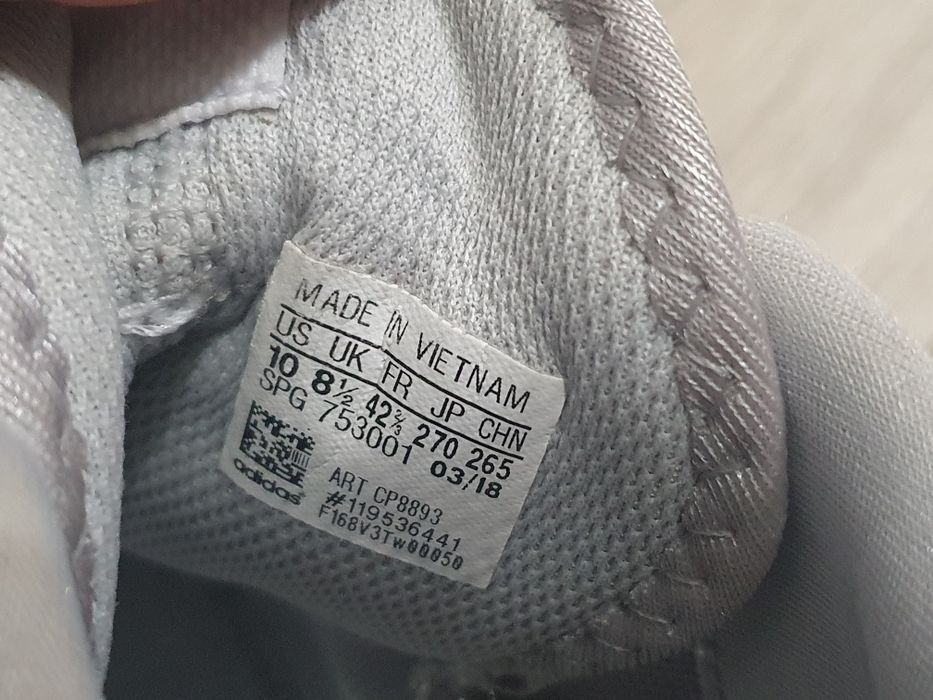 MADE IN VIETNAM
US UK FR JP CHN
10 8½ 42⅔ 270 265
SPG 753001 03/18
ART CP8893
#119536441
F168V3Tw00050
adidas